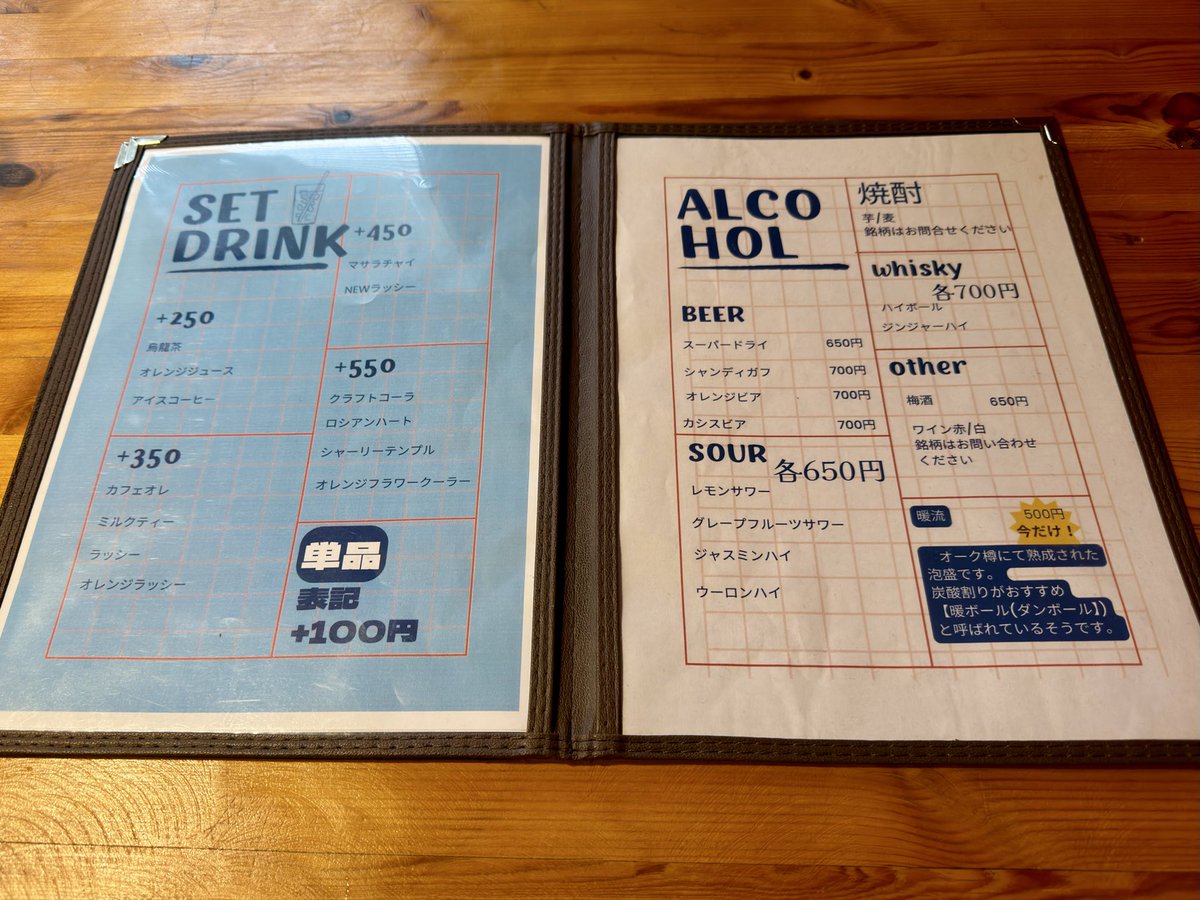 SET
DRINK
+250
烏龍茶
オレンジジュース
アイスコーヒー
+350
カフェオレ
ミルクティー
ラッシー
オレンジラッシー
+450
マサラチャイ
NEWラッシー
+550
クラフトコーラ
ロシアンハート
シャーリーテンプル
オレンジフラワークーラー
単品
表記
+100円
ALCO
HOL
BEER
スーパードライ 650円
シャンディガフ 700円
オレンジビア 700円
カシスビア 700円
SOUR 各650円
レモンサワー
グレープフルーツサワー
ジャスミンハイ
ウーロンハイ
焼酎
芋/麦
銘柄はお問合せください
whisky
各700円
ハイボール
ジンジャーハイ
other
梅酒 650円
ワイン赤/白
銘柄はお問い合わせ
ください
暖流
500円
今だけ！
オーク樽にて熟成された
泡盛です。
炭酸割りがおすすめ
【暖ボール(ダンボール】)
と呼ばれているそうです。